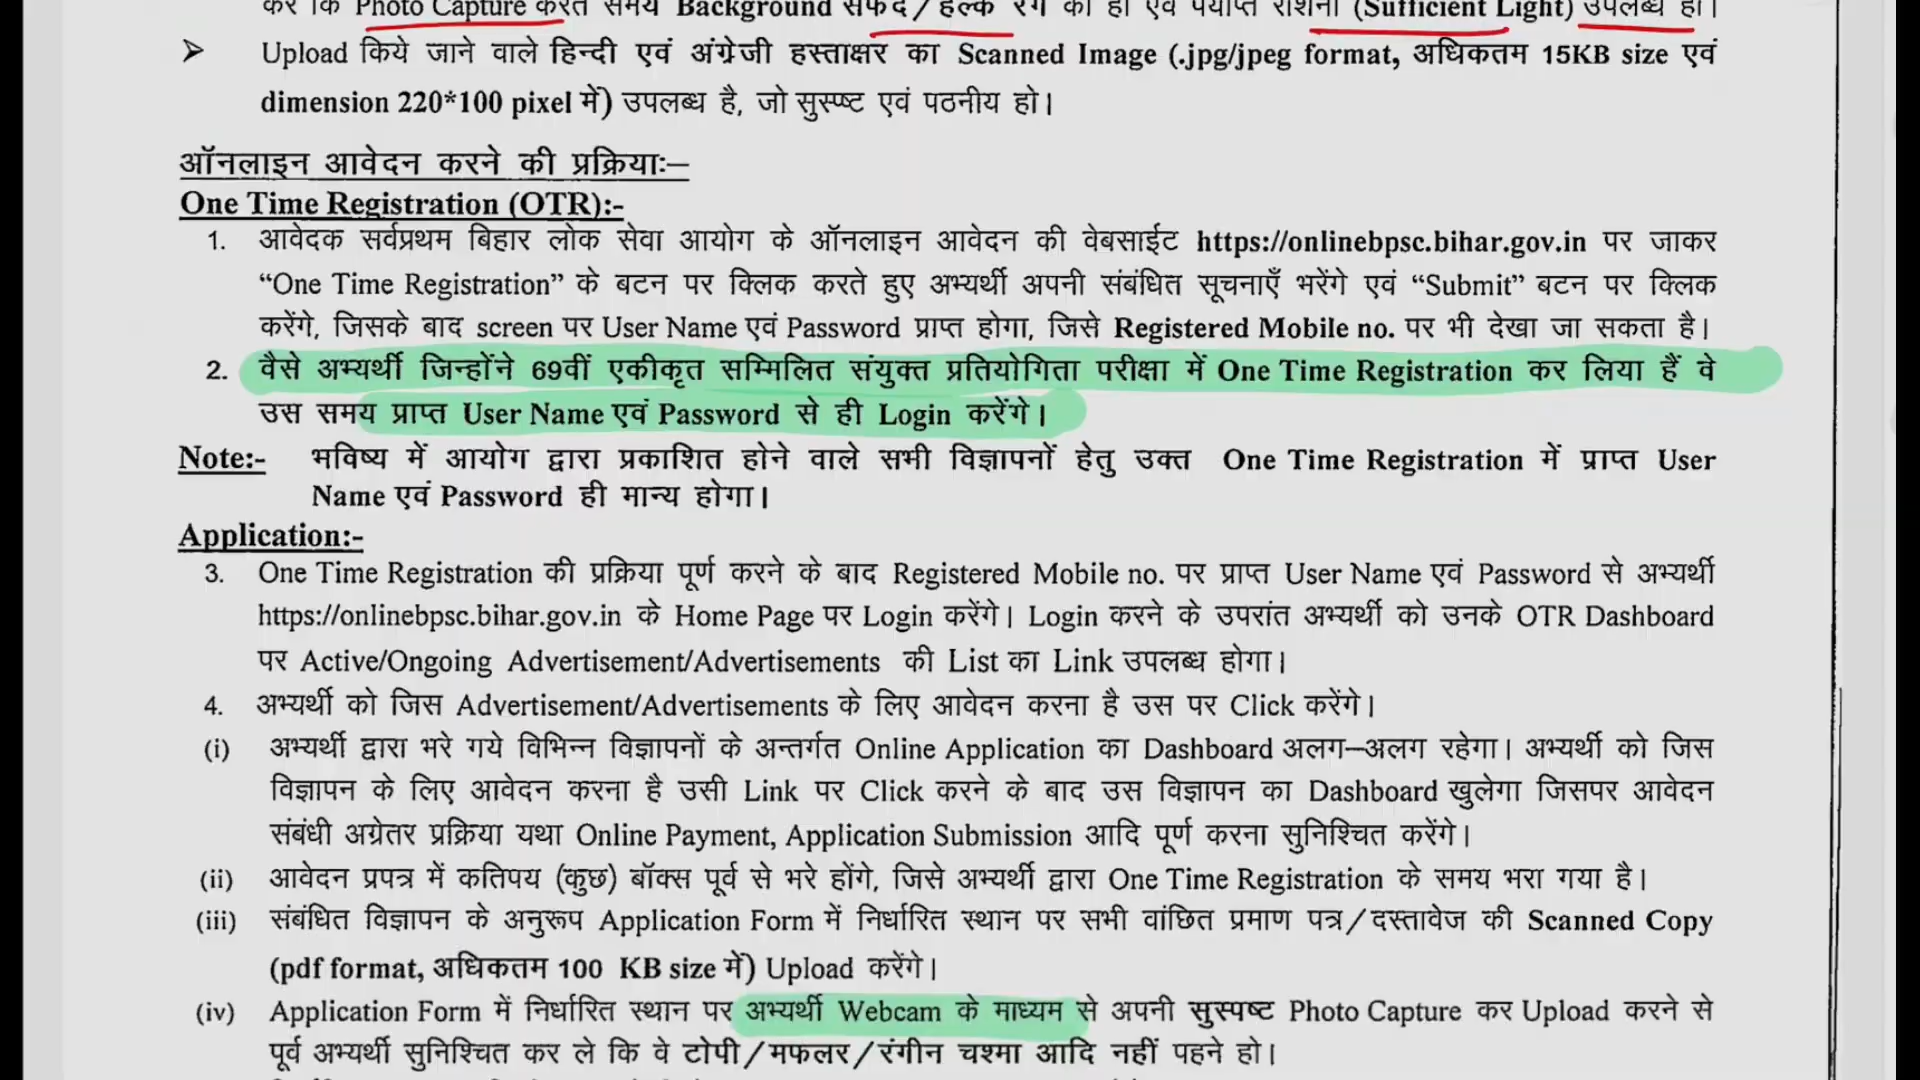 कर कि Photo Capture करते समय Background सफेद/हल्के रंग का हो एवं पर्याप्त रोशनी (Sufficient Light) उपलब्ध हो।
➢ Upload किये जाने वाले हिन्दी एवं अंग्रेजी हस्ताक्षर का Scanned Image (.jpg/jpeg format, अधिकतम 15KB size एवं
dimension 220*100 pixel में) उपलब्ध है, जो सुस्पष्ट एवं पठनीय हो।
ऑनलाइन आवेदन करने की प्रक्रियाः–
One Time Registration (OTR):-
1. आवेदक सर्वप्रथम बिहार लोक सेवा आयोग के ऑनलाइन आवेदन की वेबसाईट https://onlinebpsc.bihar.gov.in पर जाकर
“One Time Registration” के बटन पर क्लिक करते हुए अभ्यर्थी अपनी संबंधित सूचनाएँ भरेंगे एवं “Submit” बटन पर क्लिक
करेंगे, जिसके बाद screen पर User Name एवं Password प्राप्त होगा, जिसे Registered Mobile no. पर भी देखा जा सकता है।
2. वैसे अभ्यर्थी जिन्होंने 69वीं एकीकृत सम्मिलित संयुक्त प्रतियोगिता परीक्षा में One Time Registration कर लिया हैं वे
उस समय प्राप्त User Name एवं Password से ही Login करेंगे।
Note:- भविष्य में आयोग द्वारा प्रकाशित होने वाले सभी विज्ञापनों हेतु उक्त One Time Registration में प्राप्त User
Name एवं Password ही मान्य होगा।
Application:-
3. One Time Registration की प्रक्रिया पूर्ण करने के बाद Registered Mobile no. पर प्राप्त User Name एवं Password से अभ्यर्थी
https://onlinebpsc.bihar.gov.in के Home Page पर Login करेंगे। Login करने के उपरांत अभ्यर्थी को उनके OTR Dashboard
पर Active/Ongoing Advertisement/Advertisements की List का Link उपलब्ध होगा।
4. अभ्यर्थी को जिस Advertisement/Advertisements के लिए आवेदन करना है उस पर Click करेंगे।
(i) अभ्यर्थी द्वारा भरे गये विभिन्न विज्ञापनों के अन्तर्गत Online Application का Dashboard अलग–अलग रहेगा। अभ्यर्थी को जिस
विज्ञापन के लिए आवेदन करना है उसी Link पर Click करने के बाद उस विज्ञापन का Dashboard खुलेगा जिसपर आवेदन
संबंधी अग्रेतर प्रक्रिया यथा Online Payment, Application Submission आदि पूर्ण करना सुनिश्चित करेंगे।
(ii) आवेदन प्रपत्र में कतिपय (कुछ) बॉक्स पूर्व से भरे होंगे, जिसे अभ्यर्थी द्वारा One Time Registration के समय भरा गया है।
(iii) संबंधित विज्ञापन के अनुरूप Application Form में निर्धारित स्थान पर सभी वांछित प्रमाण पत्र/दस्तावेज की Scanned Copy
(pdf format, अधिकतम 100 KB size में) Upload करेंगे।
(iv) Application Form में निर्धारित स्थान पर अभ्यर्थी Webcam के माध्यम से अपनी सुस्पष्ट Photo Capture कर Upload करने से
पूर्व अभ्यर्थी सुनिश्चित कर ले कि वे टोपी/मफलर/रंगीन चश्मा आदि नहीं पहने हो।